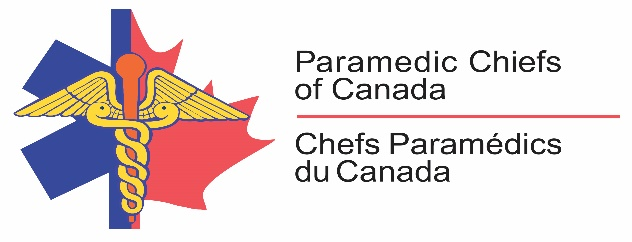 Paramedic Chiefs
of Canada
Chefs Paramédics
du Canada